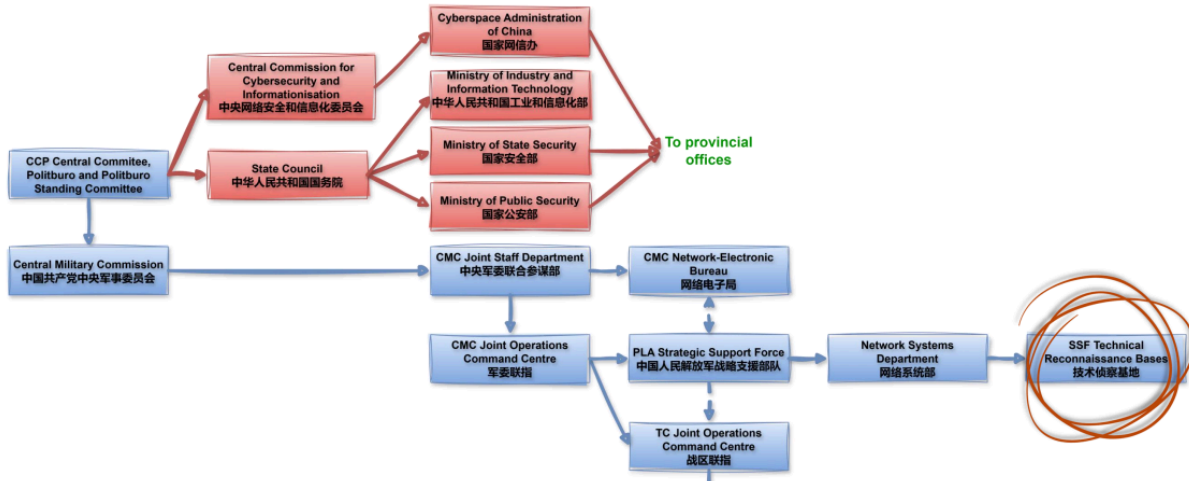 Cyberspace Administration
of China
国家网信办
Central Commission for
Cybersecurity and
Informationisation
中央网络安全和信息化委员会
Ministry of Industry and
Information Technology
中华人民共和国工业和信息化部
CCP Central Commitee,
Politburo and Politburo
Standing Committee
State Council
中华人民共和国国务院
Ministry of State Security
国家安全部
To provincial
offices
Ministry of Public Security
国家公安部
Central Military Commission
中国共产党中央军事委员会
CMC Joint Staff Department
中央军委联合参谋部
CMC Network-Electronic
Bureau
网络电子局
CMC Joint Operations
Command Centre
军委联指
PLA Strategic Support Force
中国人民解放军战略支援部队
Network Systems
Department
网络系统部
SSF Technical
Reconnaissance Bases
技术侦察基地
TC Joint Operations
Command Centre
战区联指